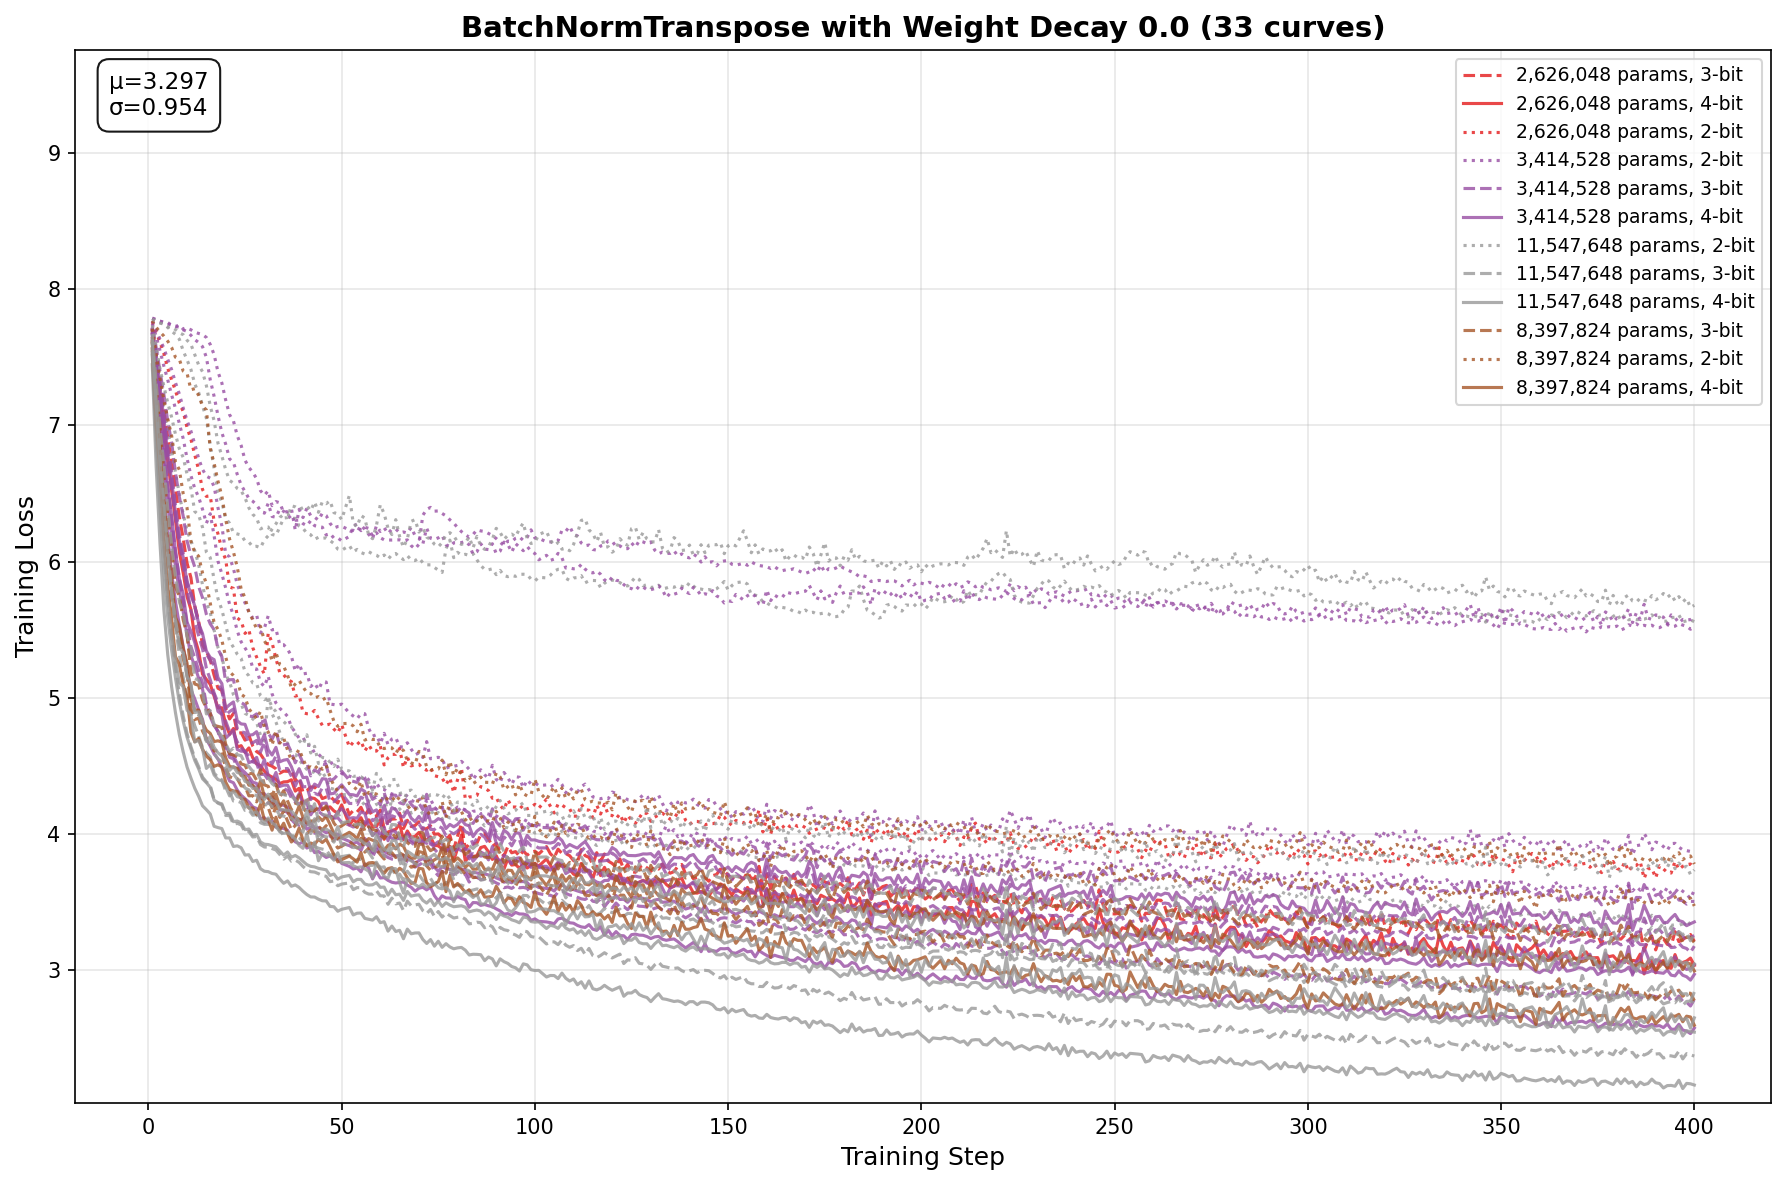 BatchNormTranspose with Weight Decay 0.0 (33 curves)
μ=3.297
σ=0.954
2,626,048 params, 3-bit
2,626,048 params, 4-bit
2,626,048 params, 2-bit
3,414,528 params, 2-bit
3,414,528 params, 3-bit
3,414,528 params, 4-bit
11,547,648 params, 2-bit
11,547,648 params, 3-bit
11,547,648 params, 4-bit
8,397,824 params, 3-bit
8,397,824 params, 2-bit
8,397,824 params, 4-bit
Training Loss
9
8
7
6
5
4
3
0 50 100 150 200 250 300 350 400
Training Step